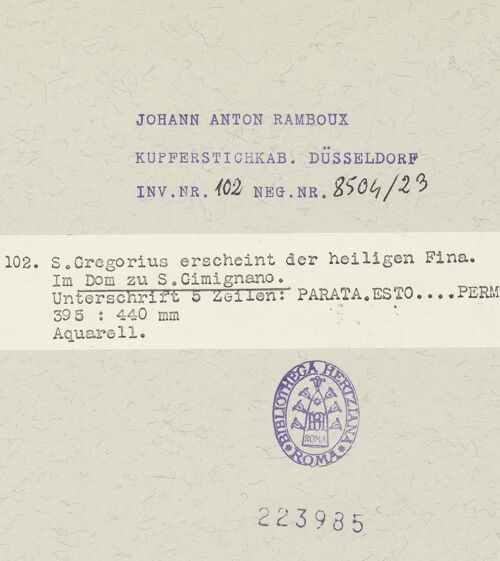 JOHANN ANTON RAMBOUX
KUPFERSTICHKAB. DÜSSELDORF
INV.NR. 102 NEG.NR. 8504/23
102. S.Gregorius erscheint der heiligen Fina.
Im Dom zu S.Gimignano.
Unterschrift 5 Zeilen: PARATA.ESTO....PERM
395 : 440 mm
Aquarell.
BIBLIOTHECA HERTZIANA
ROMA
ROMA
223985